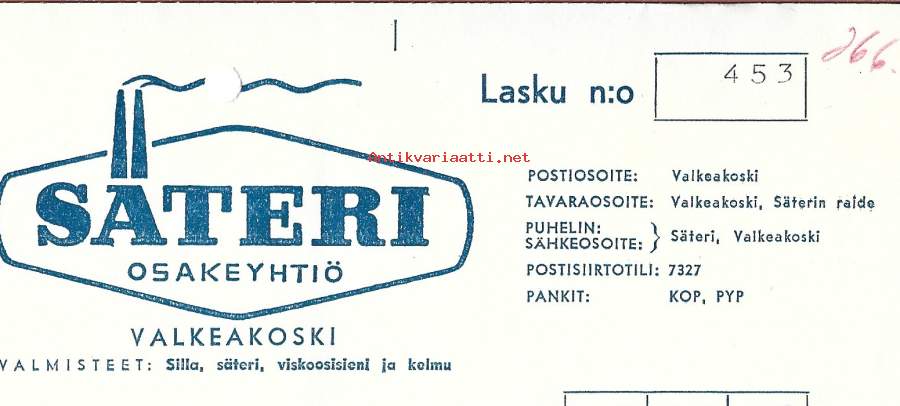 266.
Lasku n:o 453
Antikvariaatti.net
SÄTERI
OSAKEYHTIÖ
VALKEAKOSKI
VALMISTEET: Silla, säteri, viskoosisieni ja kelmu
POSTIOSOITE: Valkeakoski
TAVARAOSOITE: Valkeakoski, Säterin raide
PUHELIN:
SÄHKEOSOITE: } Säteri, Valkeakoski
POSTISIIRTOTILI: 7327
PANKIT: KOP, PYP